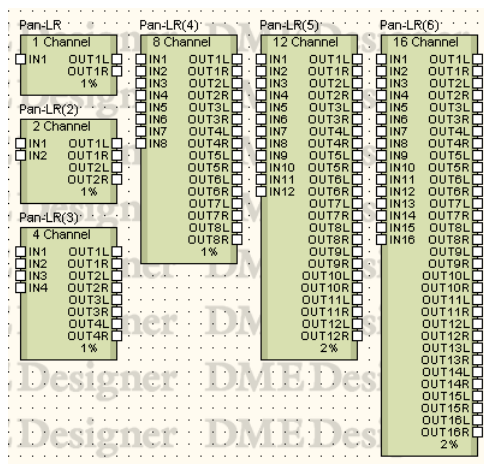 Pan-LR
1 Channel
IN1 OUT1L
OUT1R
1%
Pan-LR(2)
2 Channel
IN1 OUT1L
IN2 OUT1R
OUT2L
OUT2R
1%
Pan-LR(3)
4 Channel
IN1 OUT1L
IN2 OUT1R
IN3 OUT2L
IN4 OUT2R
OUT3L
OUT3R
OUT4L
OUT4R
1%
Pan-LR(4)
8 Channel
IN1 OUT1L
IN2 OUT1R
IN3 OUT2L
IN4 OUT2R
IN5 OUT3L
IN6 OUT3R
IN7 OUT4L
IN8 OUT4R
OUT5L
OUT5R
OUT6L
OUT6R
OUT7L
OUT7R
OUT8L
OUT8R
1%
Pan-LR(5)
12 Channel
IN1 OUT1L
IN2 OUT1R
IN3 OUT2L
IN4 OUT2R
IN5 OUT3L
IN6 OUT3R
IN7 OUT4L
IN8 OUT4R
IN9 OUT5L
IN10 OUT5R
IN11 OUT6L
IN12 OUT6R
OUT7L
OUT7R
OUT8L
OUT8R
OUT9L
OUT9R
OUT10L
OUT10R
OUT11L
OUT11R
OUT12L
OUT12R
2%
Pan-LR(6)
16 Channel
IN1 OUT1L
IN2 OUT1R
IN3 OUT2L
IN4 OUT2R
IN5 OUT3L
IN6 OUT3R
IN7 OUT4L
IN8 OUT4R
IN9 OUT5L
IN10 OUT5R
IN11 OUT6L
IN12 OUT6R
IN13 OUT7L
IN14 OUT7R
IN15 OUT8L
IN16 OUT8R
OUT9L
OUT9R
OUT10L
OUT10R
OUT11L
OUT11R
OUT12L
OUT12R
OUT13L
OUT13R
OUT14L
OUT14R
OUT15L
OUT15R
OUT16L
OUT16R
2%
Designer DME Des
Designer DME Des